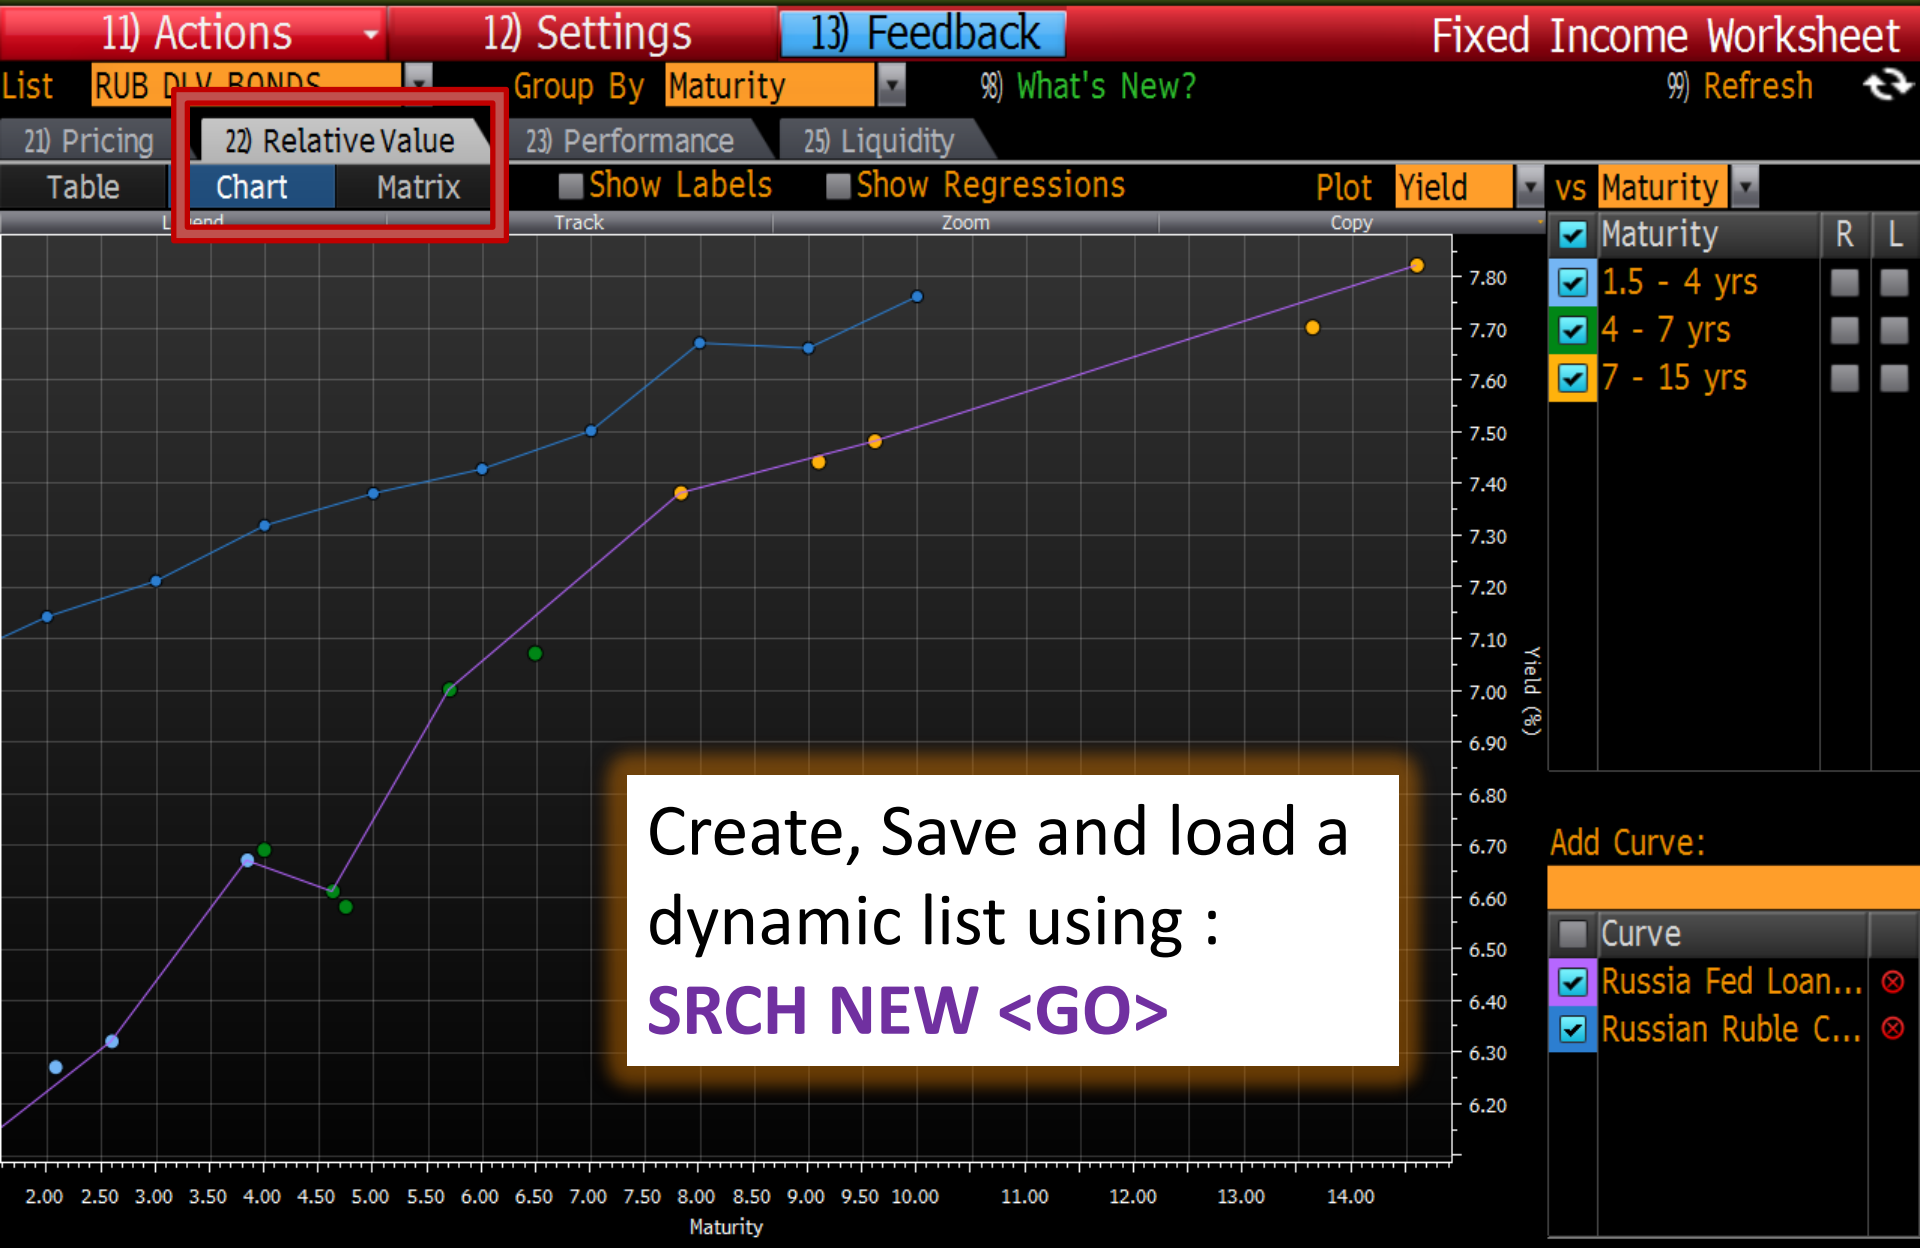 11) Actions 12) Settings 13) Feedback Fixed Income Worksheet
List RUB DLV BONDS Group By Maturity 98) What's New? 99) Refresh
21) Pricing 22) Relative Value 23) Performance 25) Liquidity
Table Chart Matrix Show Labels Show Regressions Plot Yield vs Maturity
Track Zoom Copy
Maturity R L
1.5 - 4 yrs
4 - 7 yrs
7 - 15 yrs
7.80
7.70
7.60
7.50
7.40
7.30
7.20
7.10
7.00
6.90
6.80
6.70
6.60
6.50
6.40
6.30
6.20
Yield (%)
Create, Save and load a
dynamic list using :
SRCH NEW <GO>
Add Curve:
Curve
Russia Fed Loan...
Russian Ruble C...
2.00 2.50 3.00 3.50 4.00 4.50 5.00 5.50 6.00 6.50 7.00 7.50 8.00 8.50 9.00 9.50 10.00 11.00 12.00 13.00 14.00
Maturity